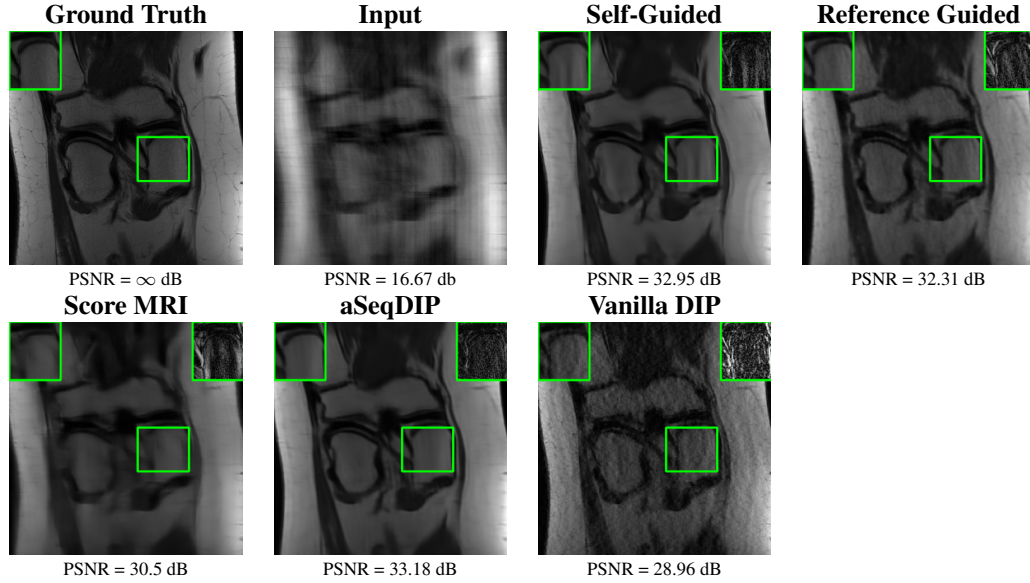 Ground Truth
Input
Self-Guided
Reference Guided
PSNR = ∞ dB
PSNR = 16.67 db
PSNR = 32.95 dB
PSNR = 32.31 dB
Score MRI
aSeqDIP
Vanilla DIP
PSNR = 30.5 dB
PSNR = 33.18 dB
PSNR = 28.96 dB